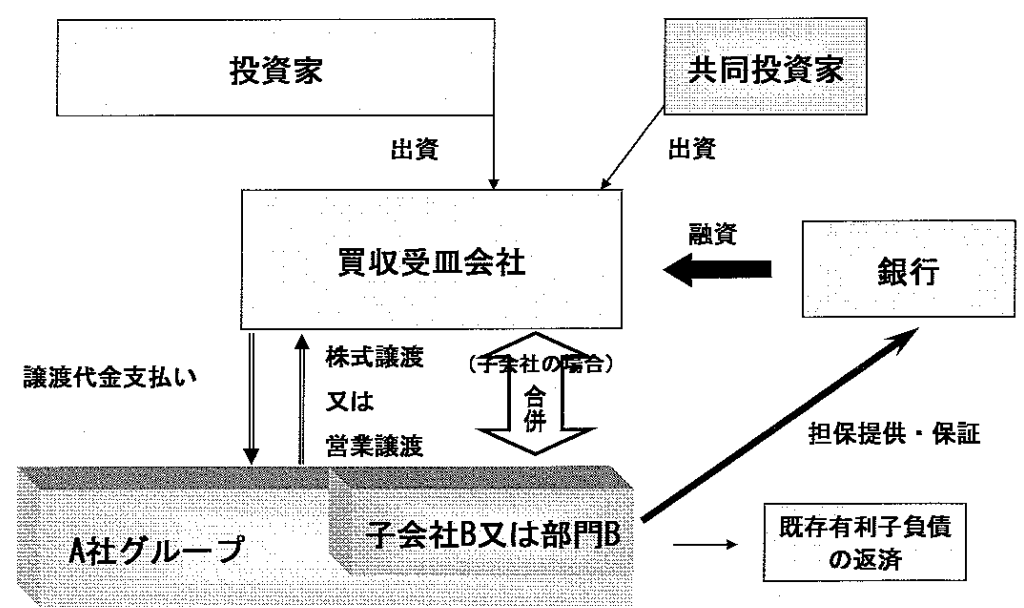 投資家
共同投資家
出資
出資
買収受皿会社
融資
銀行
譲渡代金支払い
株式譲渡
又は
営業譲渡
(子会社の場合)
合
併
担保提供・保証
A社グループ
子会社B又は部門B
既存有利子負債
の返済